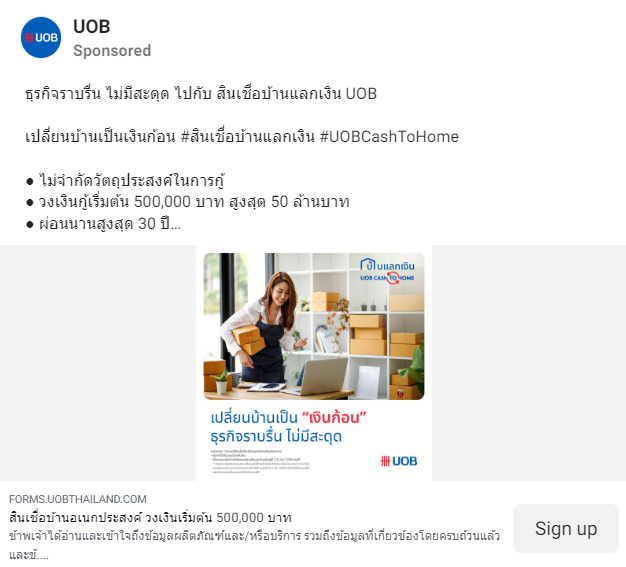 UOB
UOB
Sponsored
ธุรกิจราบรื่น ไม่มีสะดุด ไปกับ สินเชื่อบ้านแลกเงิน UOB
เปลี่ยนบ้านเป็นเงินก้อน #สินเชื่อบ้านแลกเงิน #UOBCashToHome
● ไม่จำกัดวัตถุประสงค์ในการกู้
● วงเงินกู้เริ่มต้น 500,000 บาท สูงสุด 50 ล้านบาท
● ผ่อนนานสูงสุด 30 ปี...
บ้านแลกเงิน
UOB CASH TO HOME
เปลี่ยนบ้านเป็น “เงินก้อน”
ธุรกิจราบรื่น ไม่มีสะดุด
UOB
FORMS.UOBTHAILAND.COM
สินเชื่อบ้านอเนกประสงค์ วงเงินเริ่มต้น 500,000 บาท
ข้าพเจ้าได้อ่านและเข้าใจถึงข้อมูลผลิตภัณฑ์และ/หรือบริการ รวมถึงข้อมูลที่เกี่ยวข้องโดยครบถ้วนแล้ว
และข้....
Sign up